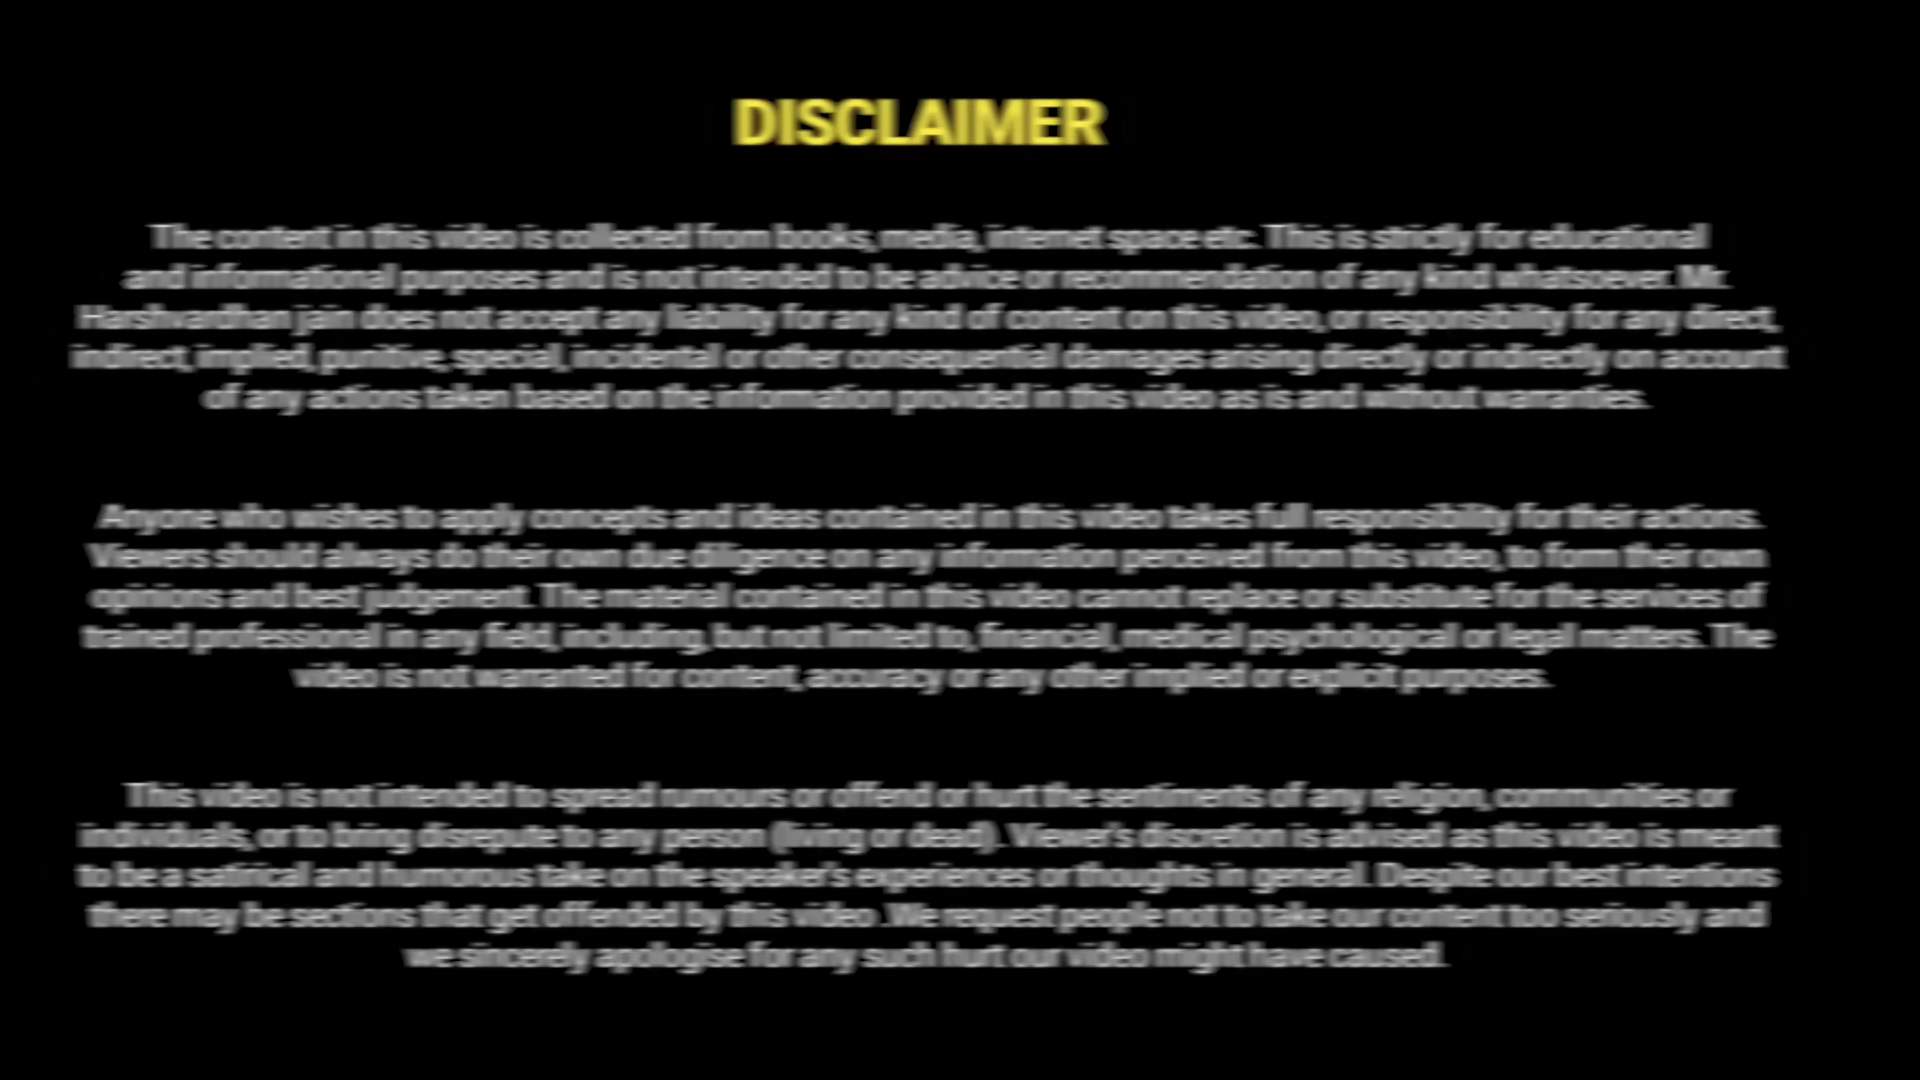 DISCLAIMER
The content in this video is collected from books, media, internet space etc. This is strictly for educational
and informational purposes and is not intended to be advice or recommendation of any kind whatsoever. Mr.
Harshvardhan jain does not accept any liability for any kind of content on this video, or responsibility for any direct,
indirect, implied, punitive, special, incidental or other consequential damages arising directly or indirectly on account
of any actions taken based on the information provided in this video as is and without warranties.
Anyone who wishes to apply concepts and ideas contained in this video takes full responsibility for their actions.
Viewers should always do their own due diligence on any information perceived from this video, to form their own
opinions and best judgement. The material contained in this video cannot replace or substitute for the services of
trained professional in any field, including, but not limited to, financial, medical psychological or legal matters. The
video is not warranted for content, accuracy or any other implied or explicit purposes.
This video is not intended to spread rumours or offend or hurt the sentiments of any religion, communities or
individuals, or to bring disrepute to any person (living or dead). Viewer's discretion is advised as this video is meant
to be a satirical and humorous take on the speaker's experiences or thoughts in general. Despite our best intentions
there may be sections that get offended by this video .We request people not to take our content too seriously and
we sincerely apologise for any such hurt our video might have caused.